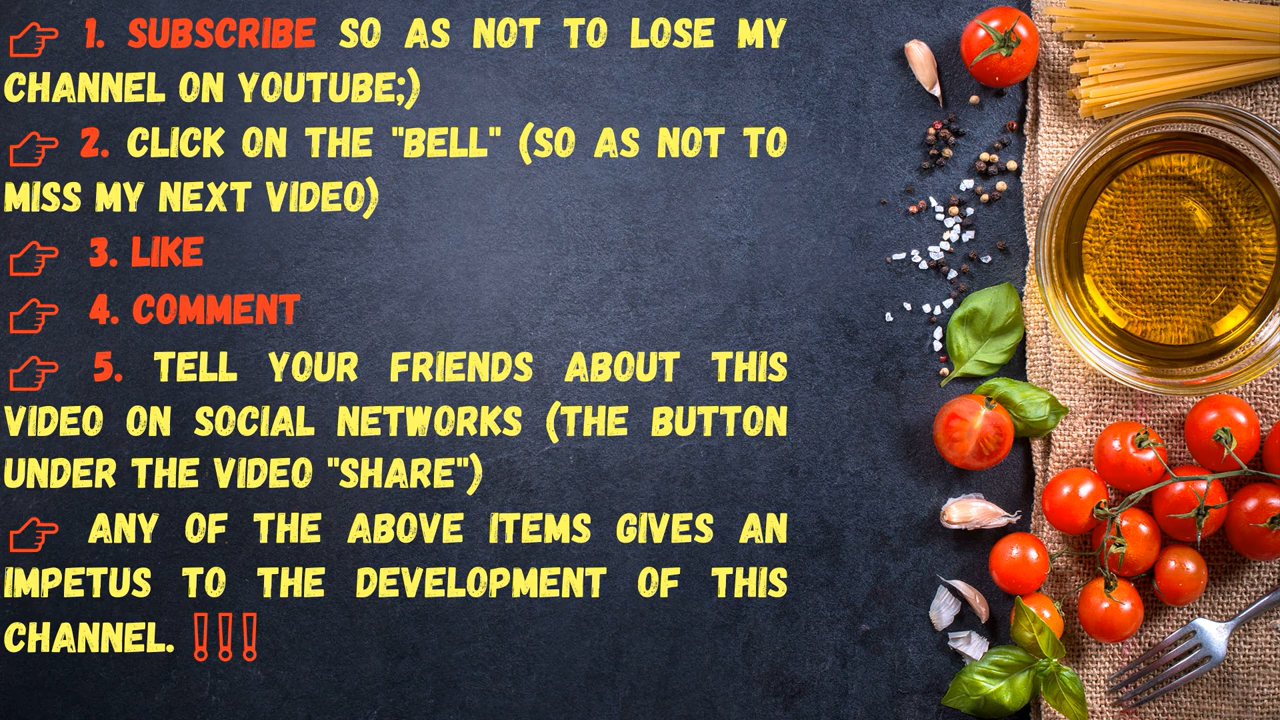 👉 1. SUBSCRIBE SO AS NOT TO LOSE MY
CHANNEL ON YOUTUBE;)
👉 2. CLICK ON THE "BELL" (SO AS NOT TO
MISS MY NEXT VIDEO)
👉 3. LIKE
👉 4. COMMENT
👉 5. TELL YOUR FRIENDS ABOUT THIS
VIDEO ON SOCIAL NETWORKS (THE BUTTON
UNDER THE VIDEO "SHARE")
👉 ANY OF THE ABOVE ITEMS GIVES AN
IMPETUS TO THE DEVELOPMENT OF THIS
CHANNEL. ❗❗❗